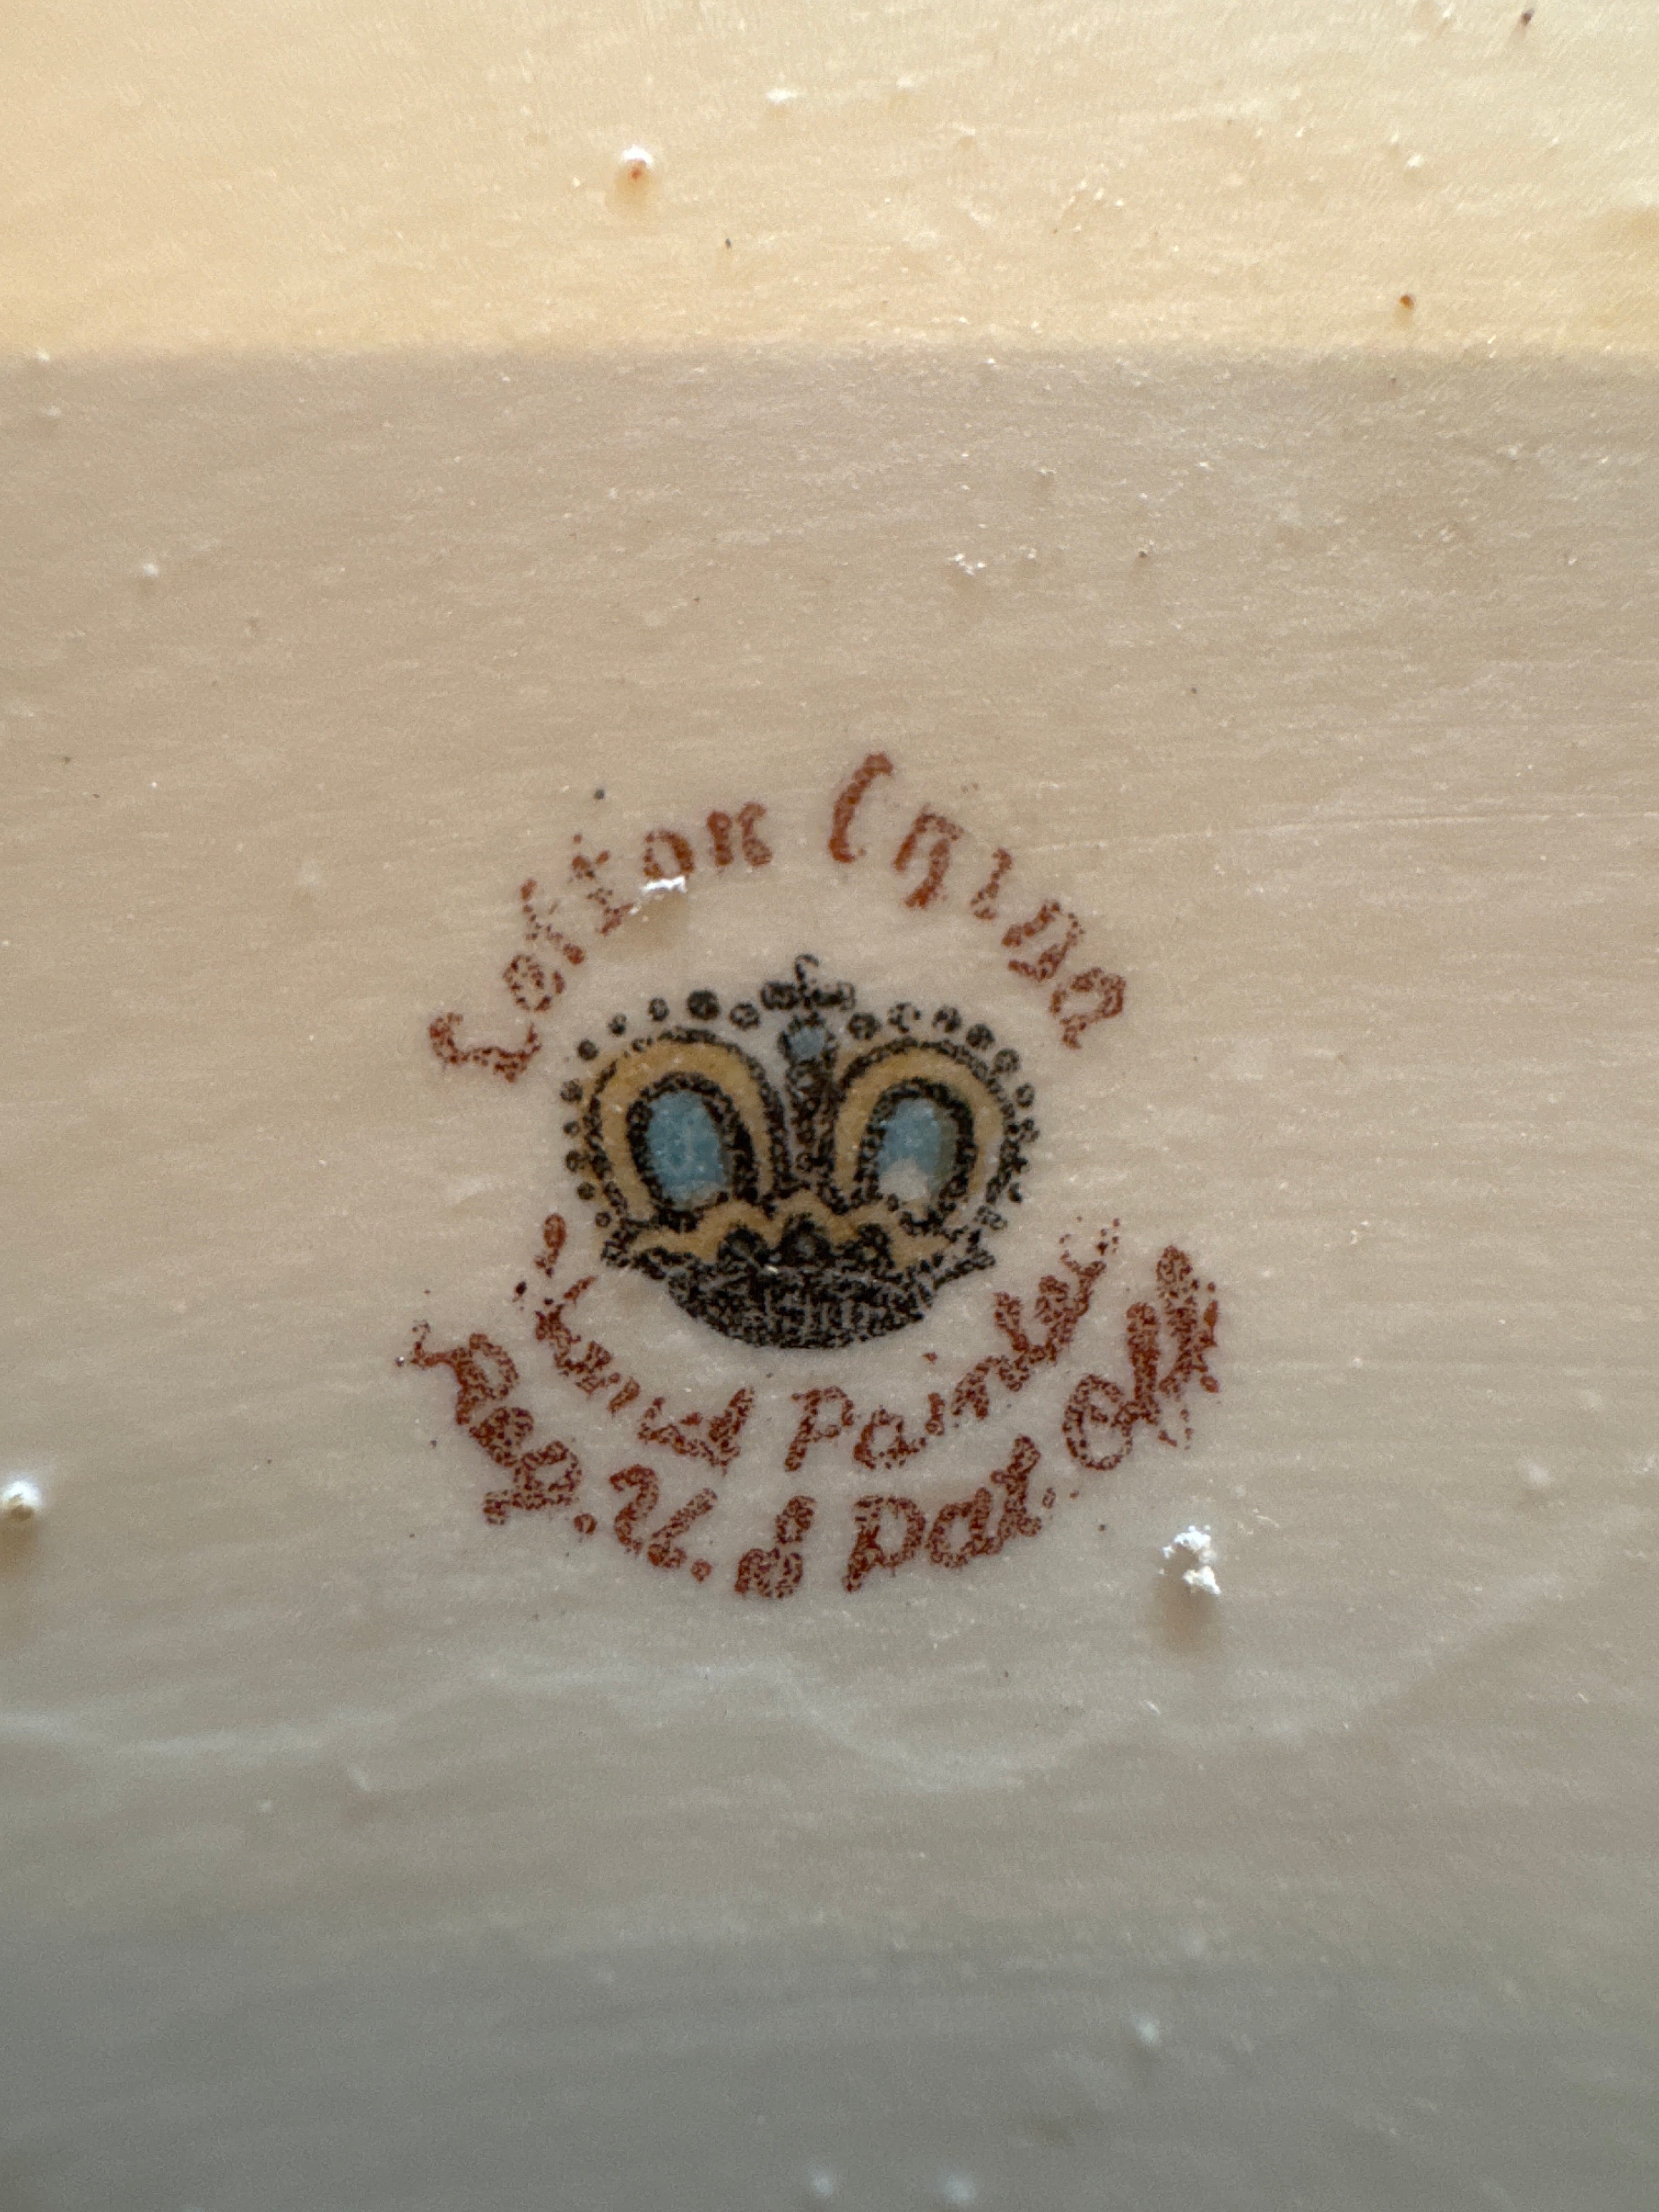 Lefton China
Hand Painted
Reg. U.S Pat. Off.